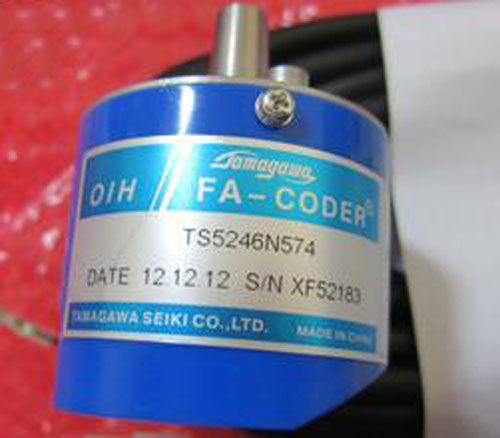 Tamagawa
OIH FA-CODER®
TS5246N574
DATE 12.12.12 S/N XF52183
TAMAGAWA SEIKI CO.,LTD. MADE IN CHINA